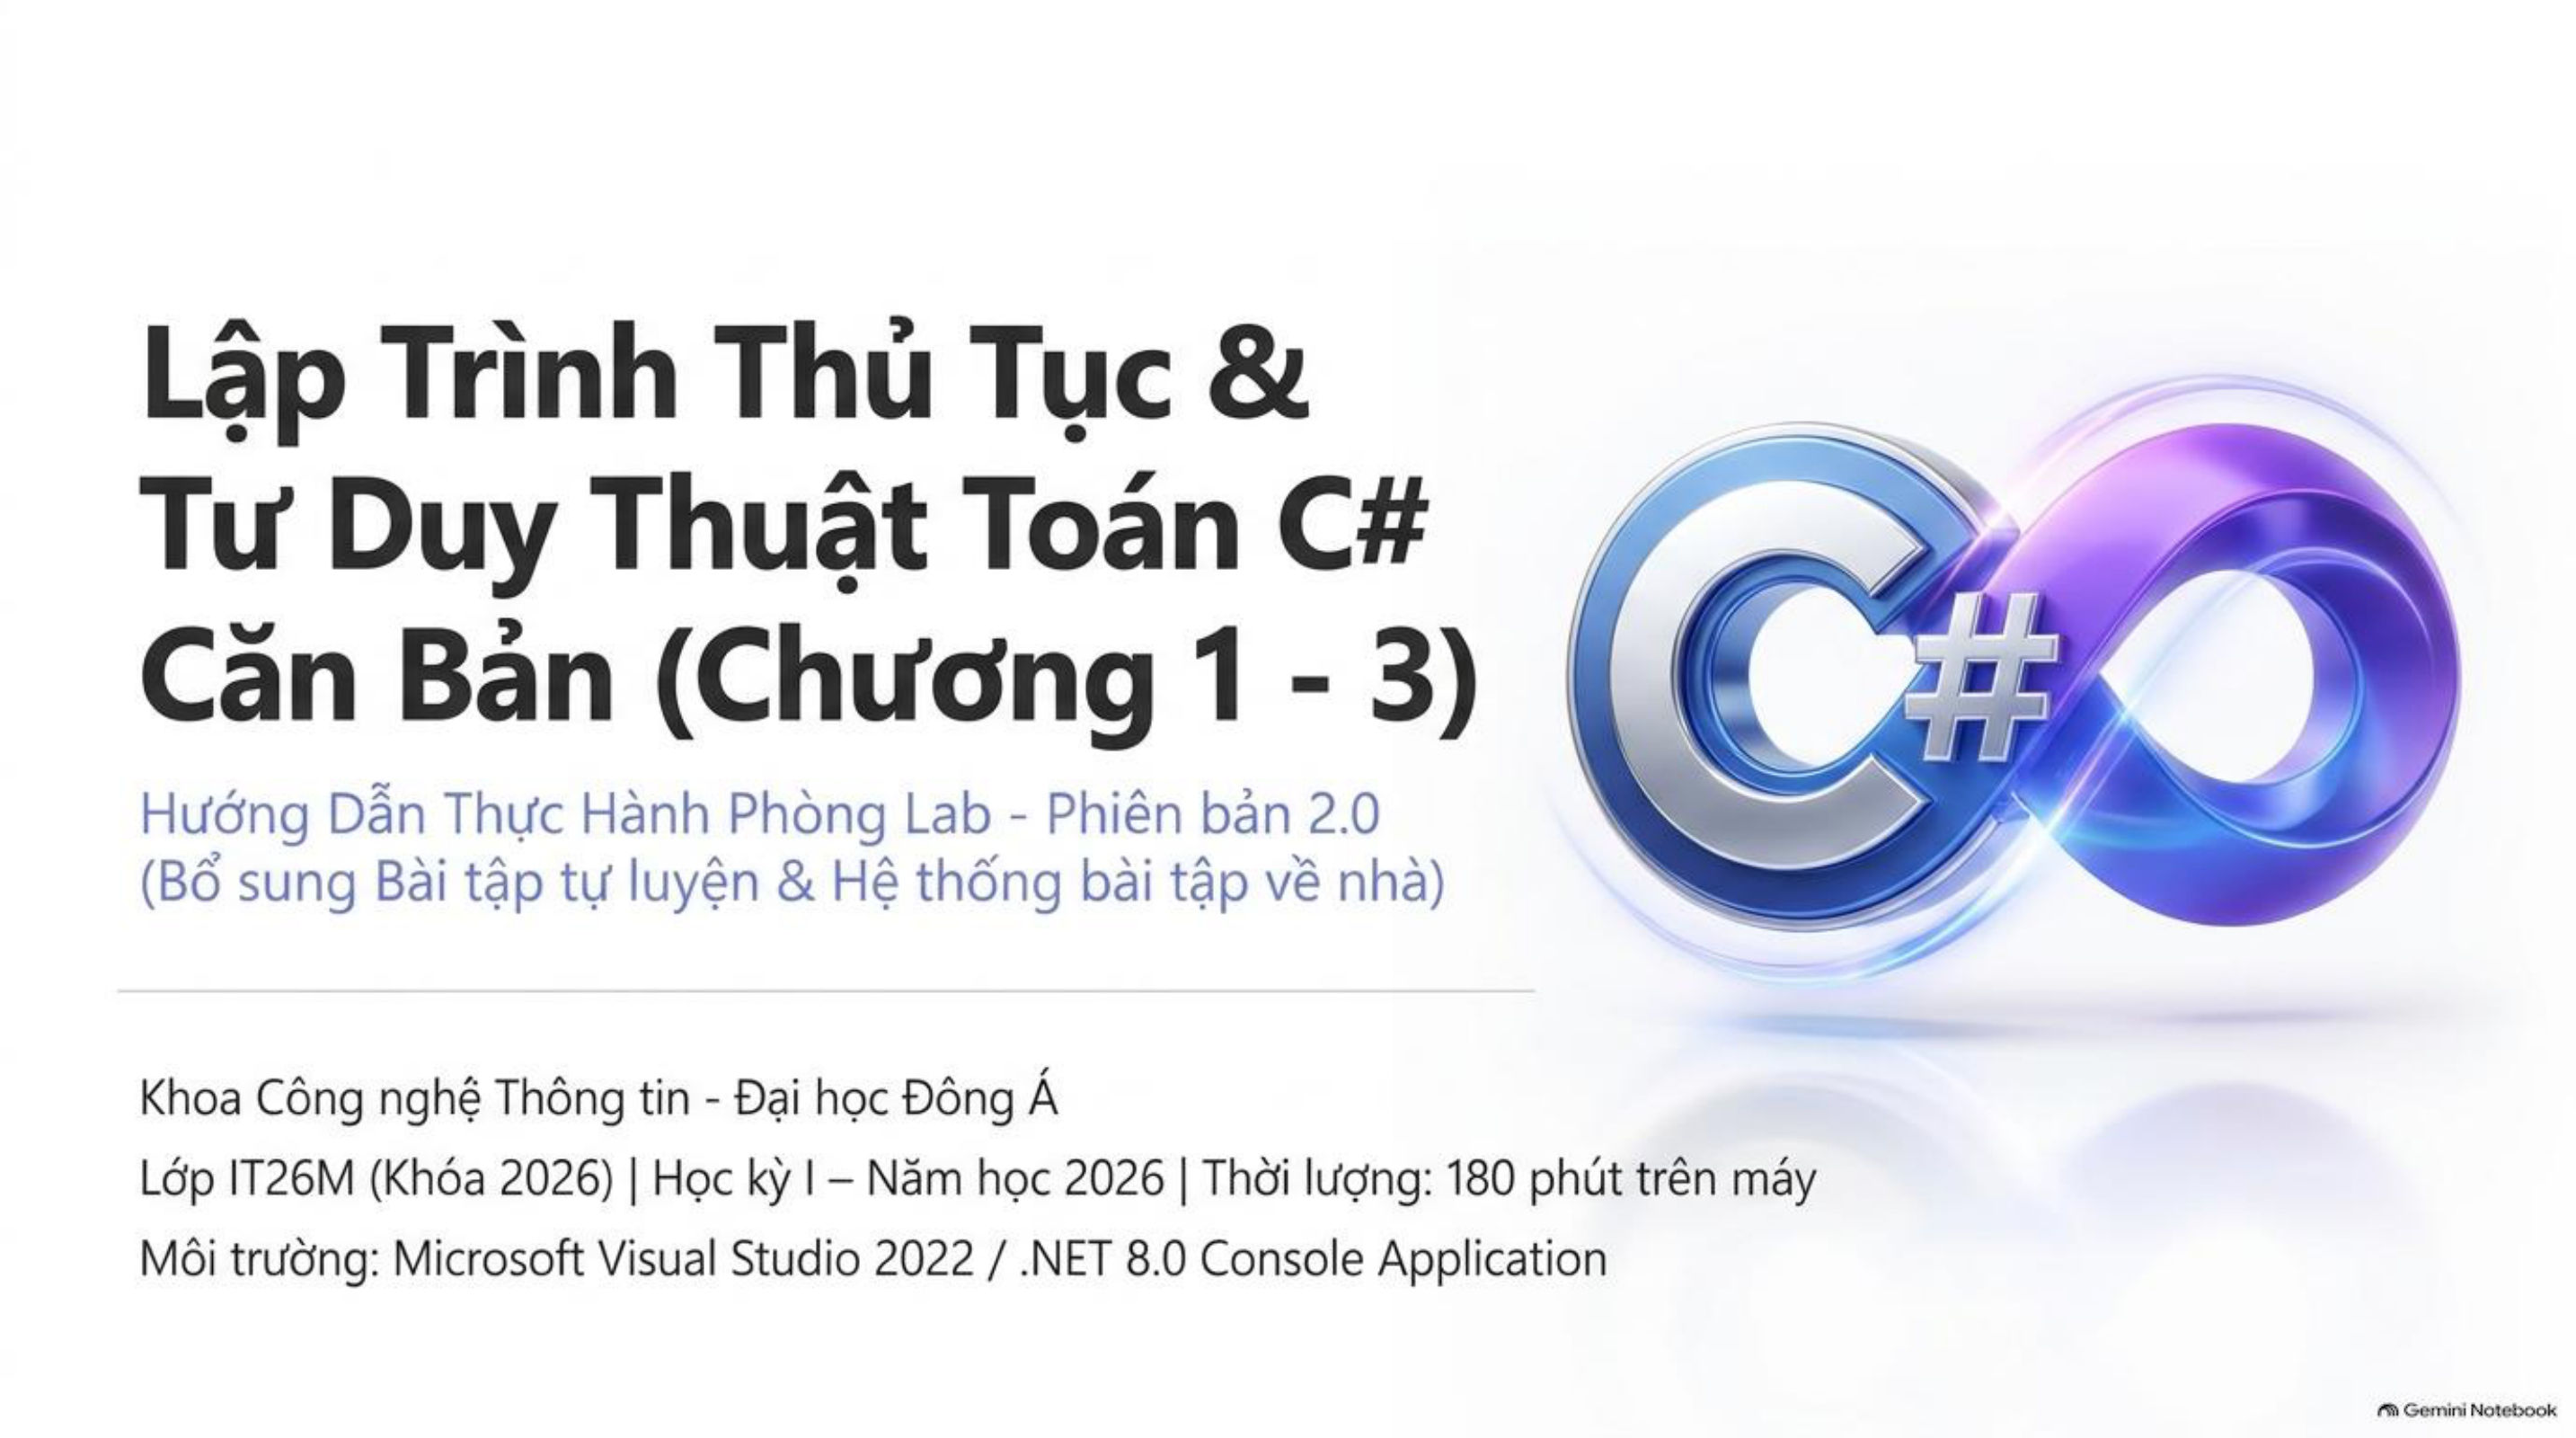 Lập Trình Thủ Tục &
Tư Duy Thuật Toán C#
Căn Bản (Chương 1 - 3)
Hướng Dẫn Thực Hành Phòng Lab - Phiên bản 2.0
(Bổ sung Bài tập tự luyện & Hệ thống bài tập về nhà)
C#
Khoa Công nghệ Thông tin - Đại học Đông Á
Lớp IT26M (Khóa 2026) | Học kỳ I – Năm học 2026 | Thời lượng: 180 phút trên máy
Môi trường: Microsoft Visual Studio 2022 / .NET 8.0 Console Application
Gemini Notebook